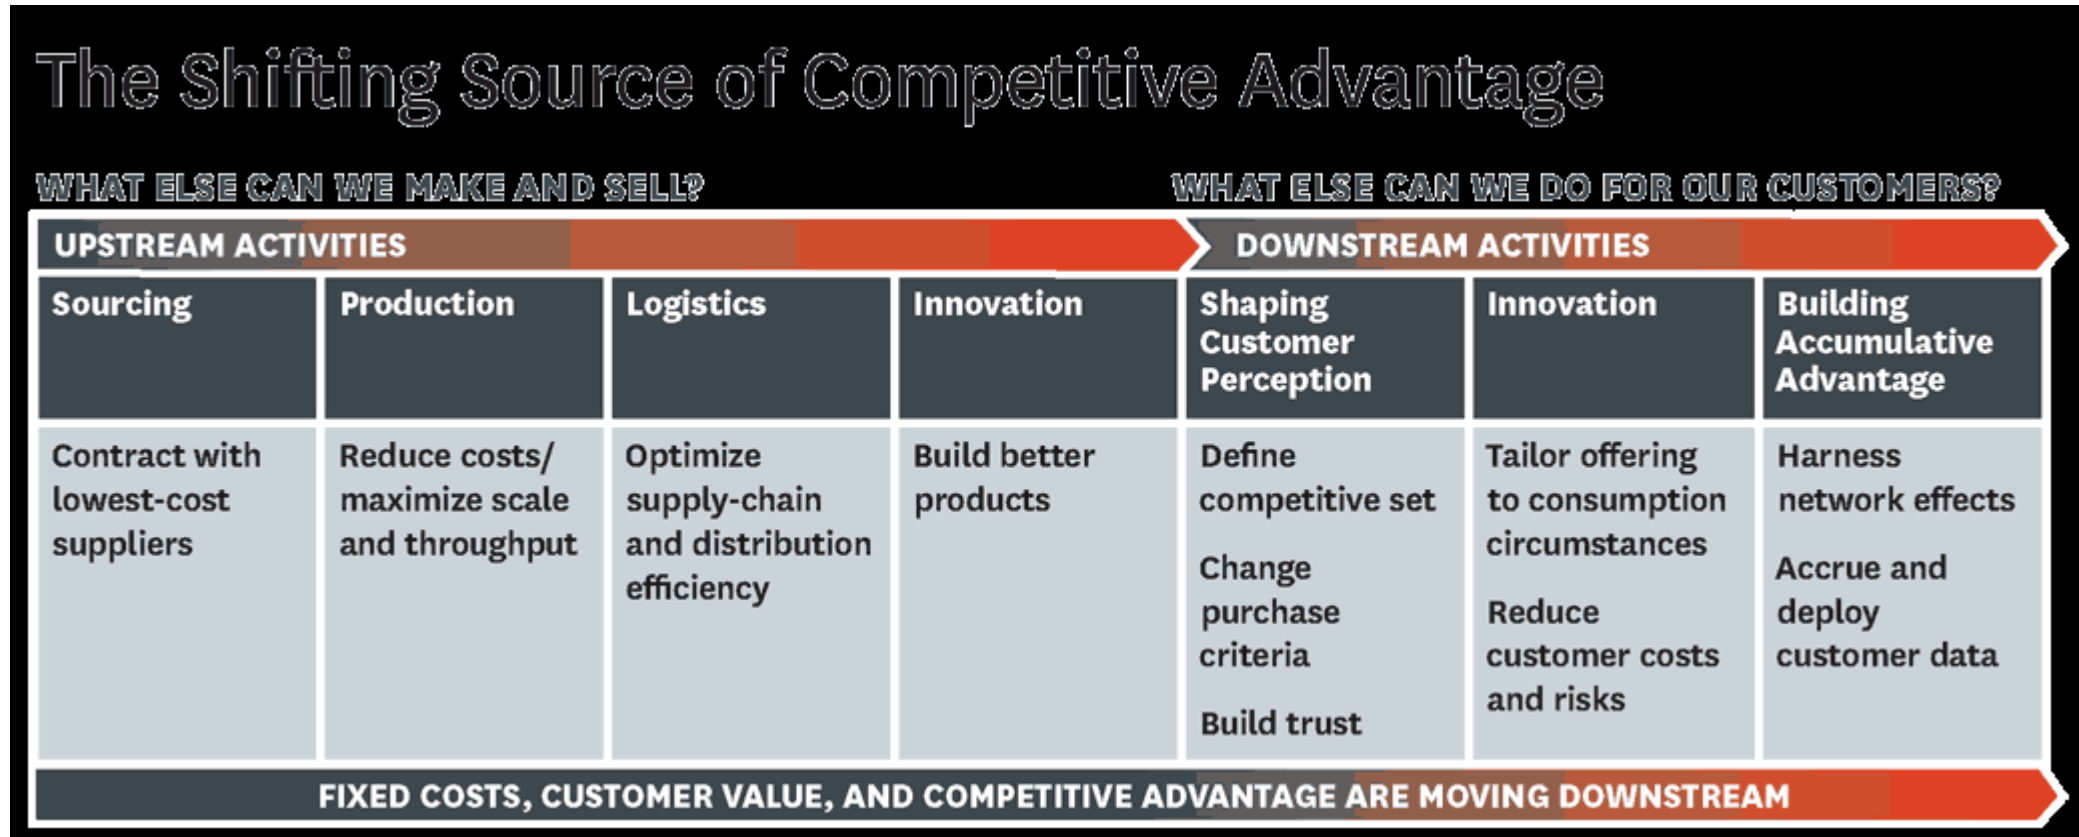 The Shifting Source of Competitive Advantage
WHAT ELSE CAN WE MAKE AND SELL?
WHAT ELSE CAN WE DO FOR OUR CUSTOMERS?
UPSTREAM ACTIVITIES
DOWNSTREAM ACTIVITIES
Sourcing
Contract with
lowest-cost
suppliers
Production
Reduce costs/
maximize scale
and throughput
Logistics
Optimize
supply-chain
and distribution
efficiency
Innovation
Build better
products
Shaping
Customer
Perception
Define
competitive set
Change
purchase
criteria
Build trust
Innovation
Tailor offering
to consumption
circumstances
Reduce
customer costs
and risks
Building
Accumulative
Advantage
Harness
network effects
Accrue and
deploy
customer data
FIXED COSTS, CUSTOMER VALUE, AND COMPETITIVE ADVANTAGE ARE MOVING DOWNSTREAM